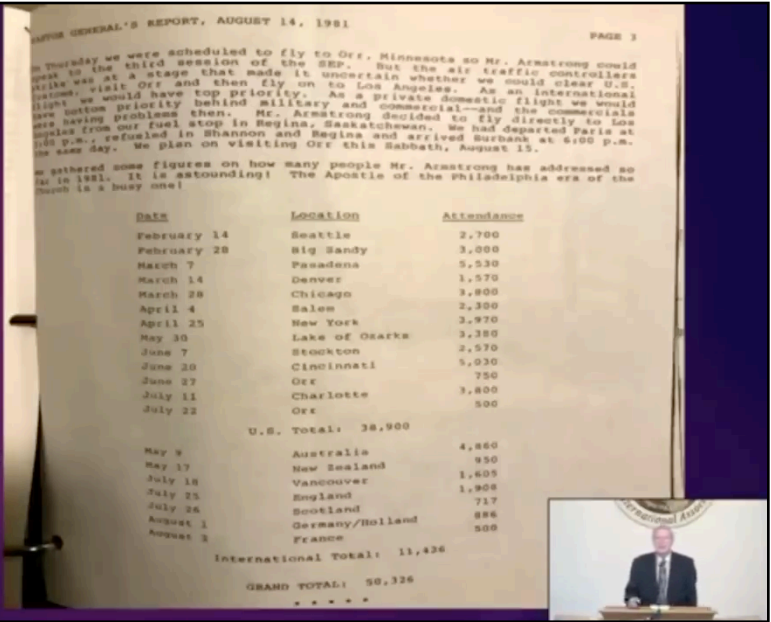 GENERAL'S REPORT, AUGUST 14, 1981 PAGE 3
Thursday we were scheduled to fly to Orr, Minnesota so Mr. Armstrong could
speak to the third session of the SEP. But the air traffic controllers
strike was at a stage that made it uncertain whether we could clear U.S.
customs, visit Orr and then fly on to Los Angeles. As an international
flight we would have top priority. As a private domestic flight we would
have bottom priority behind military and commercial--and the commercials
were having problems then. Mr. Armstrong decided to fly directly to Los
Angeles from our fuel stop in Regina, Saskatchewan. We had departed Paris at
p.m., refueled in Shannon and Regina and arrived Burbank at 6:00 p.m.
the same day. We plan on visiting Orr this Sabbath, August 15.
gathered some figures on how many people Mr. Armstrong has addressed so
far in 1981. It is astounding! The Apostle of the Philadelphia era of the
Church is a busy one!
Date Location Attendance
February 14 Seattle 2,700
February 28 Big Sandy 3,000
March 7 Pasadena 5,530
March 14 Denver 1,570
March 28 Chicago 3,800
April 4 Salem 2,300
April 25 New York 3,970
May 30 Lake of Ozarks 3,380
June 7 Stockton 2,570
June 20 Cincinnati 5,030
June 27 Orr 750
July 11 Charlotte 3,800
July 22 Orr 500
U.S. Total: 38,900
May 9 Australia 4,860
May 17 New Zealand 950
July 18 Vancouver 1,605
July 25 England 1,908
July 26 Scotland 717
August 1 Germany/Holland 886
August 2 France 500
International Total: 11,426
GRAND TOTAL: 50,326
* * * * *
International Assoc